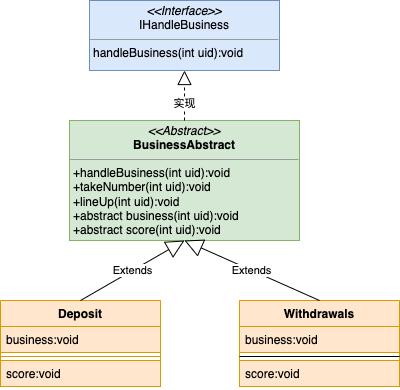 <<Interface>>
IHandleBusiness
handleBusiness(int uid):void
实现
<<Abstract>>
BusinessAbstract
+handleBusiness(int uid):void
+takeNumber(int uid):void
+lineUp(int uid):void
+abstract business(int uid):void
+abstract score(int uid):void
Extends
Extends
Deposit
business:void
score:void
Withdrawals
business:void
score:void